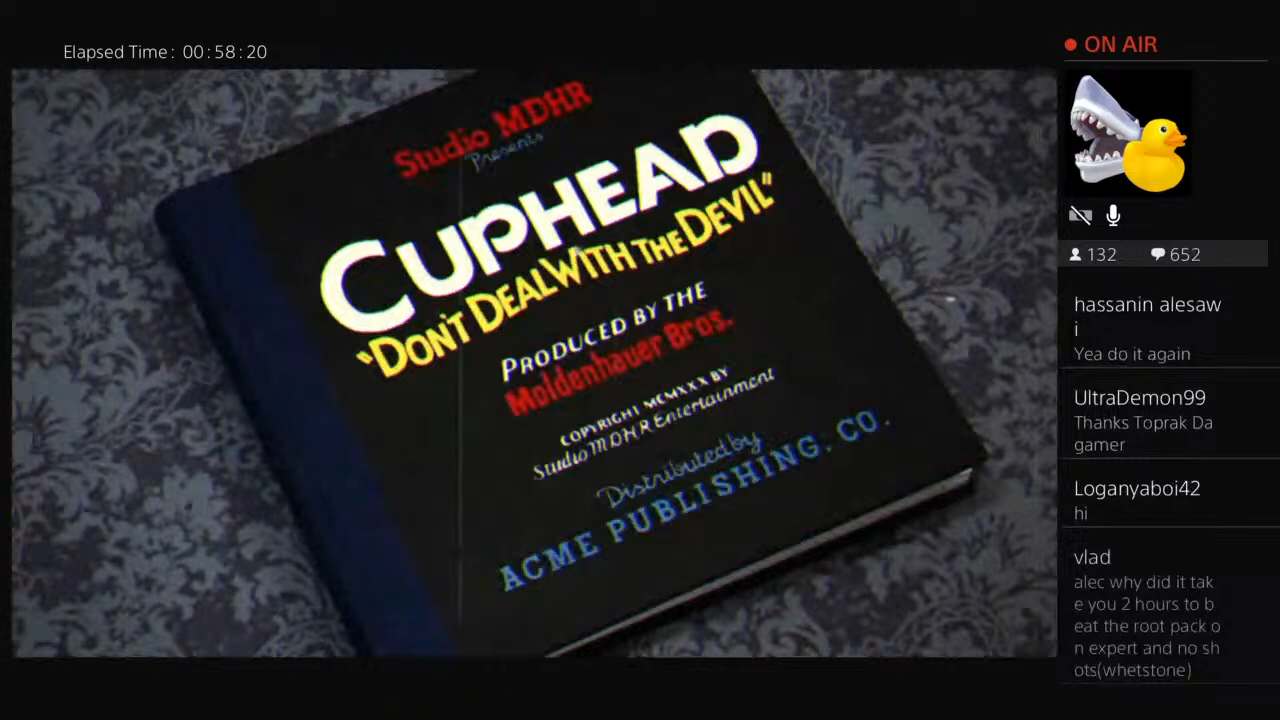 Elapsed Time: 00:58:20
ON AIR
Studio MDHR
Presents
CUPHEAD
"DON'T DEAL WITH THE DEVIL"
PRODUCED BY THE
Moldenhauer Bros.
COPYRIGHT MCMXXX BY
Studio MDHR Entertainment
Distributed by
ACME PUBLISHING. CO.
132 652
hassanin alesaw
i
Yea do it again
UltraDemon99
Thanks Toprak Da
gamer
Loganyaboi42
hi
vlad
alec why did it tak
e you 2 hours to b
eat the root pack o
n expert and no sh
ots(whetstone)